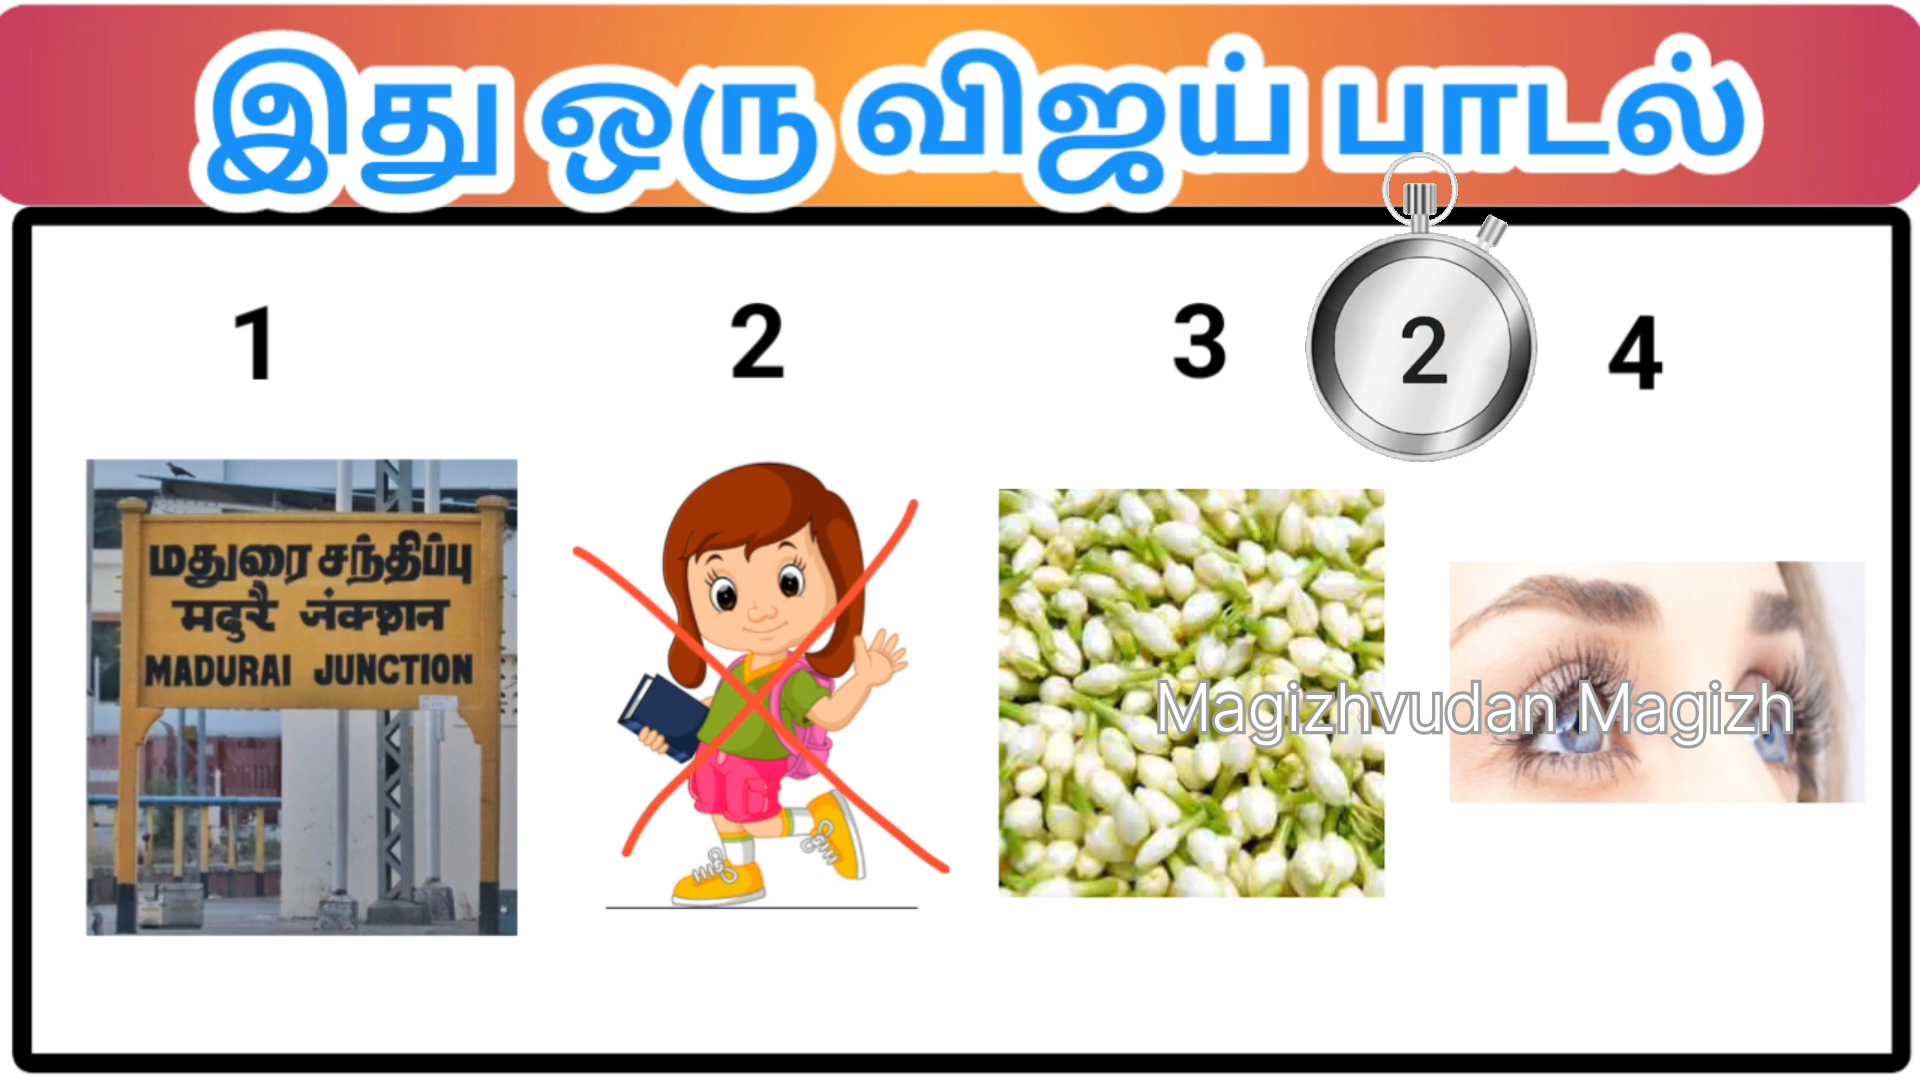 இது ஒரு விஜய் பாடல்
1
2
3
2
4
மதுரை சந்திப்பு
मदुरै जंक्शन
MADURAI JUNCTION
Magizhvudan Magizh